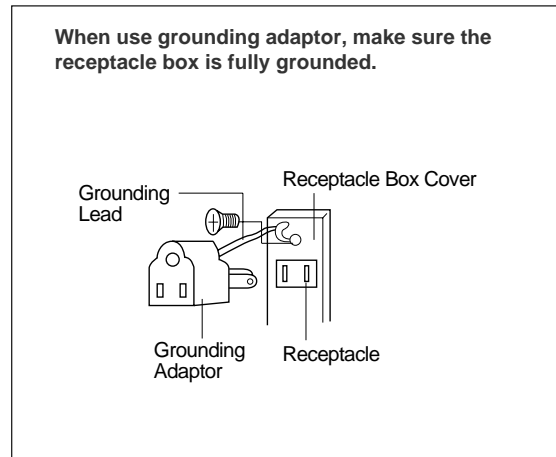 When use grounding adaptor, make sure the
receptacle box is fully grounded.
Grounding
Lead
Receptacle Box Cover
Grounding
Adaptor
Receptacle